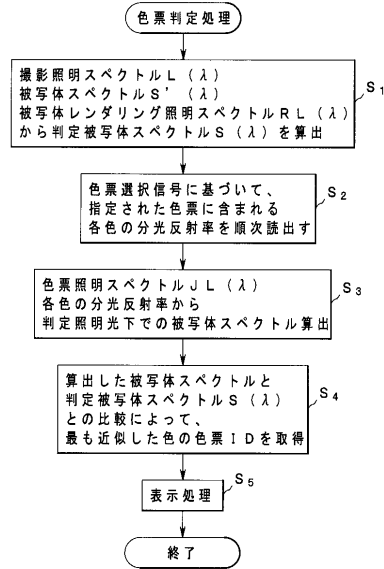 色票判定処理
撮影照明スペクトルL(λ)
被写体スペクトルS'(λ)
被写体レンダリング照明スペクトルRL(λ)
から判定被写体スペクトルS(λ)を算出
S1
色票選択信号に基づいて、
指定された色票に含まれる
各色の分光反射率を順次読出す
S2
色票照明スペクトルJL(λ)
各色の分光反射率から
判定照明光下での被写体スペクトル算出
S3
算出した被写体スペクトルと
判定被写体スペクトルS(λ)
との比較によって、
最も近似した色の色票IDを取得
S4
表示処理
S5
終了